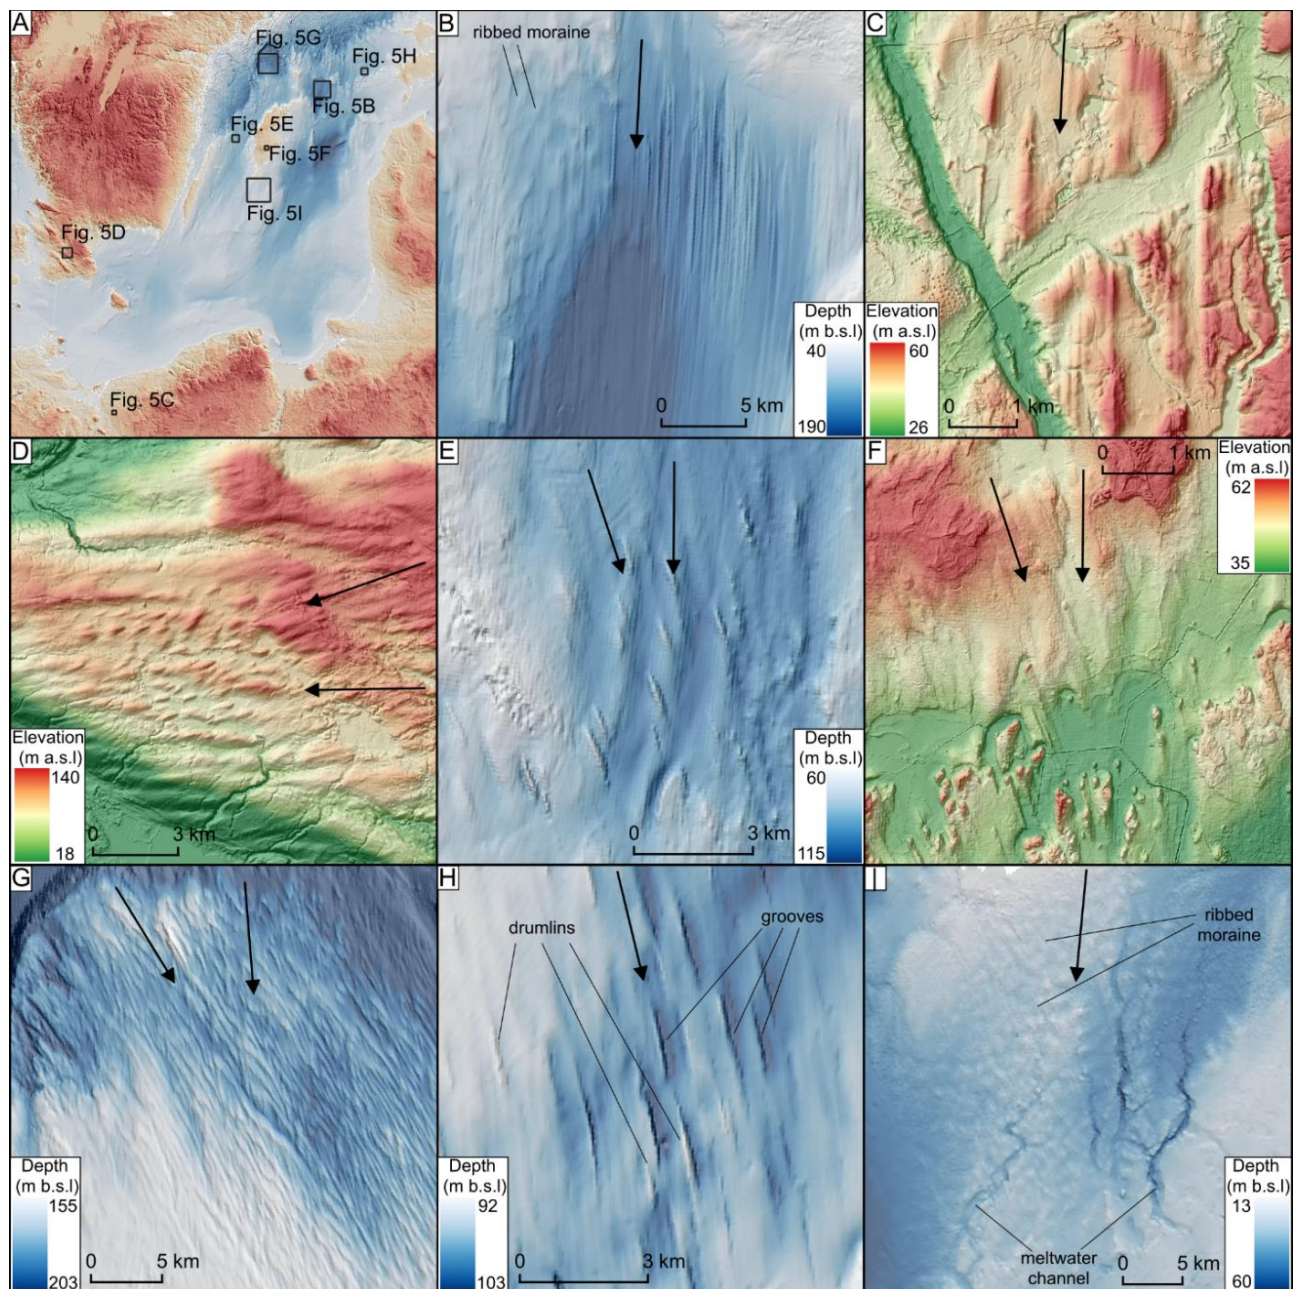 A
Fig. 5G
Fig. 5H
Fig. 5B
Fig. 5E
Fig. 5F
Fig. 5I
Fig. 5D
Fig. 5C
B
ribbed moraine
Depth
(m b.s.l)
40
190
0 5 km
C
Elevation
(m a.s.l)
60
26
0 1 km
D
Elevation
(m a.s.l)
140
18
0 3 km
E
Depth
(m b.s.l)
60
115
0 3 km
F
0 1 km
Elevation
(m a.s.l)
62
35
G
Depth
(m b.s.l)
155
203
0 5 km
H
drumlins
grooves
Depth
(m b.s.l)
92
103
0 3 km
I
ribbed
moraine
meltwater
channel
0 5 km
Depth
(m b.s.l)
13
60